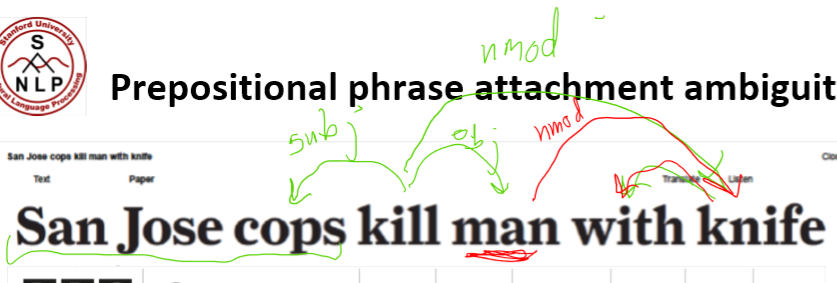 Stanford University
S
NLP
Natural Language Processing
nmod
Prepositional phrase attachment ambiguit
subj
obj
nmod
San Jose cops kill man with knife
Text
Paper
Translate
Listen
San Jose cops kill man with knife